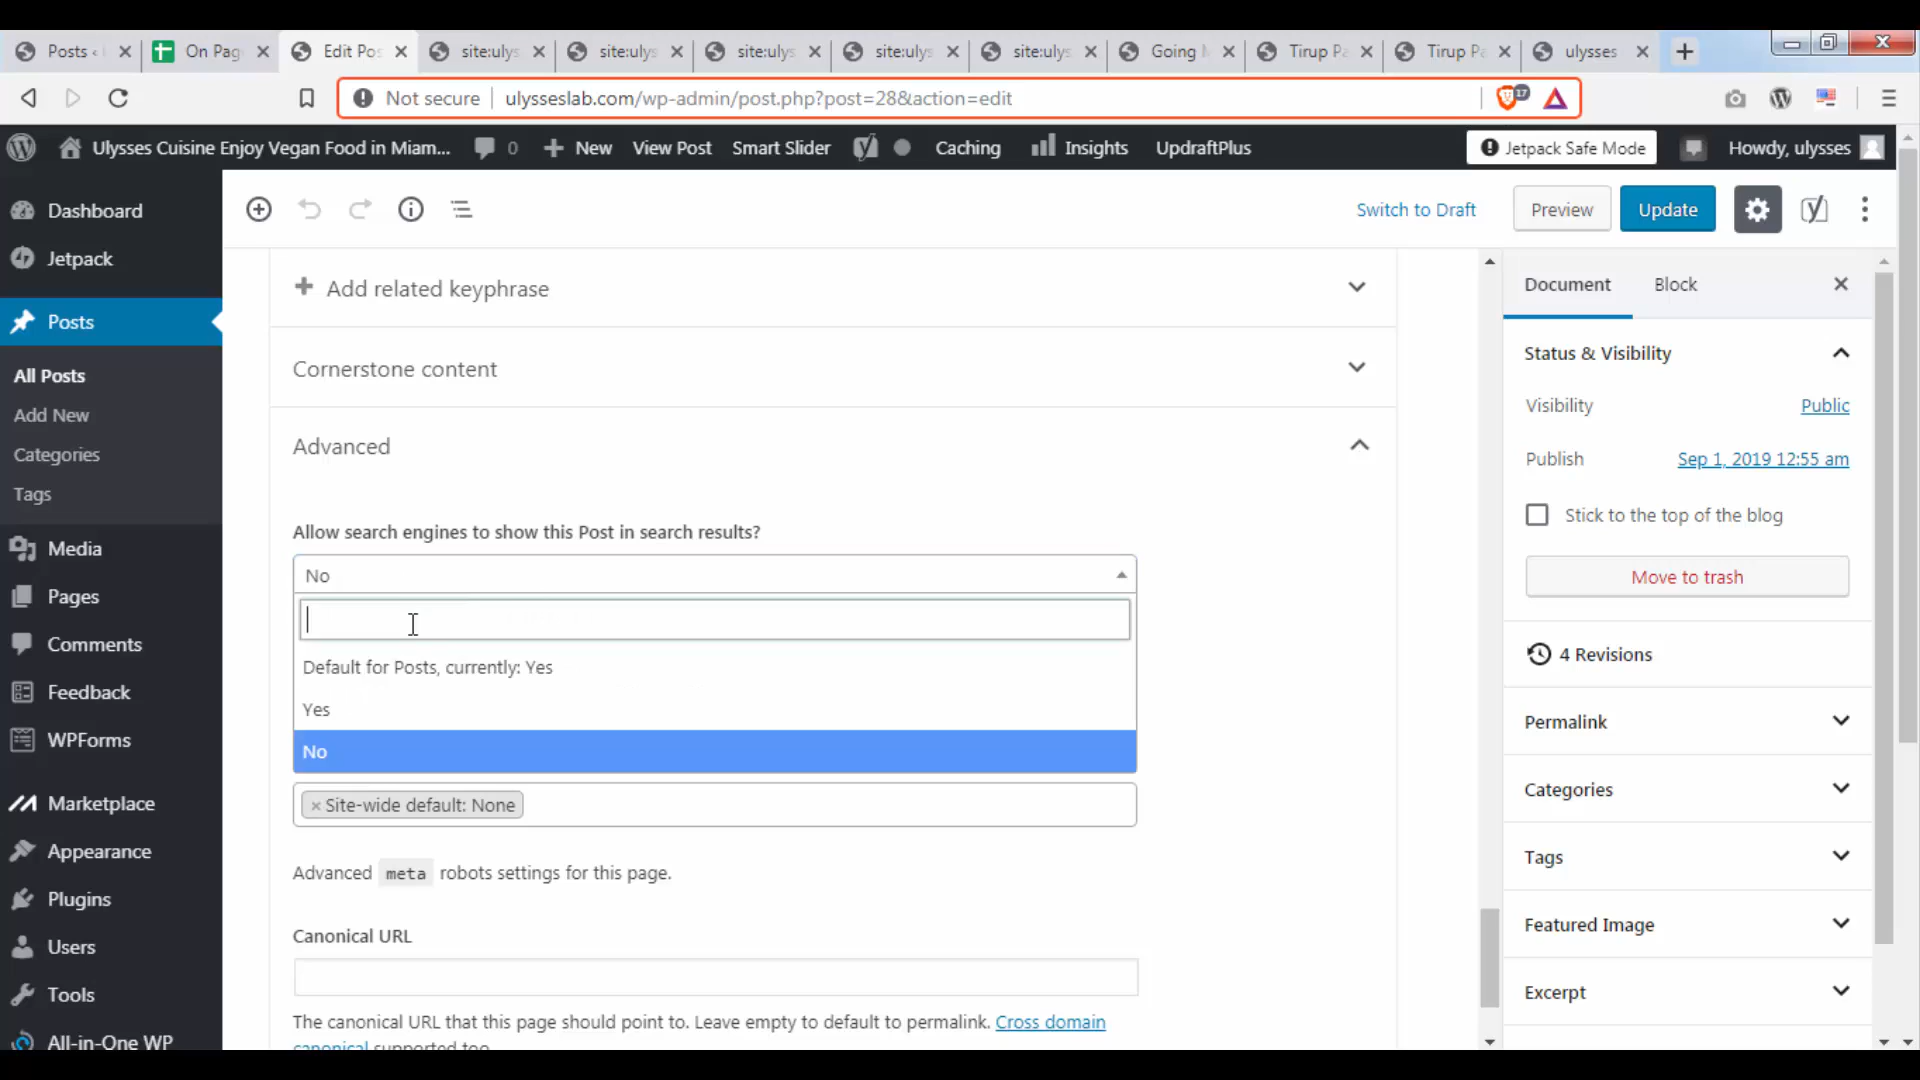 Posts ‹
On Pag
Edit Pos
site:ulys
site:ulys
site:ulys
site:ulys
site:ulys
Going
Tirup Pa
Tirup Pa
ulysses
Not secure
ulysseslab.com/wp-admin/post.php?post=28&action=edit
17
Ulysses Cuisine Enjoy Vegan Food in Miam...
0
New
View Post
Smart Slider
Caching
Insights
UpdraftPlus
Jetpack Safe Mode
Howdy, ulysses
Dashboard
Jetpack
Posts
All Posts
Add New
Categories
Tags
Media
Pages
Comments
Feedback
WPForms
Marketplace
Appearance
Plugins
Users
Tools
All-in-One WP
Switch to Draft
Preview
Update
Add related keyphrase
Cornerstone content
Advanced
Allow search engines to show this Post in search results?
No
Default for Posts, currently: Yes
Yes
No
× Site-wide default: None
Advanced meta robots settings for this page.
Canonical URL
The canonical URL that this page should point to. Leave empty to default to permalink. Cross domain
canonical supported too.
Document
Block
Status & Visibility
Visibility
Public
Publish
Sep 1, 2019 12:55 am
Stick to the top of the blog
Move to trash
4 Revisions
Permalink
Categories
Tags
Featured Image
Excerpt